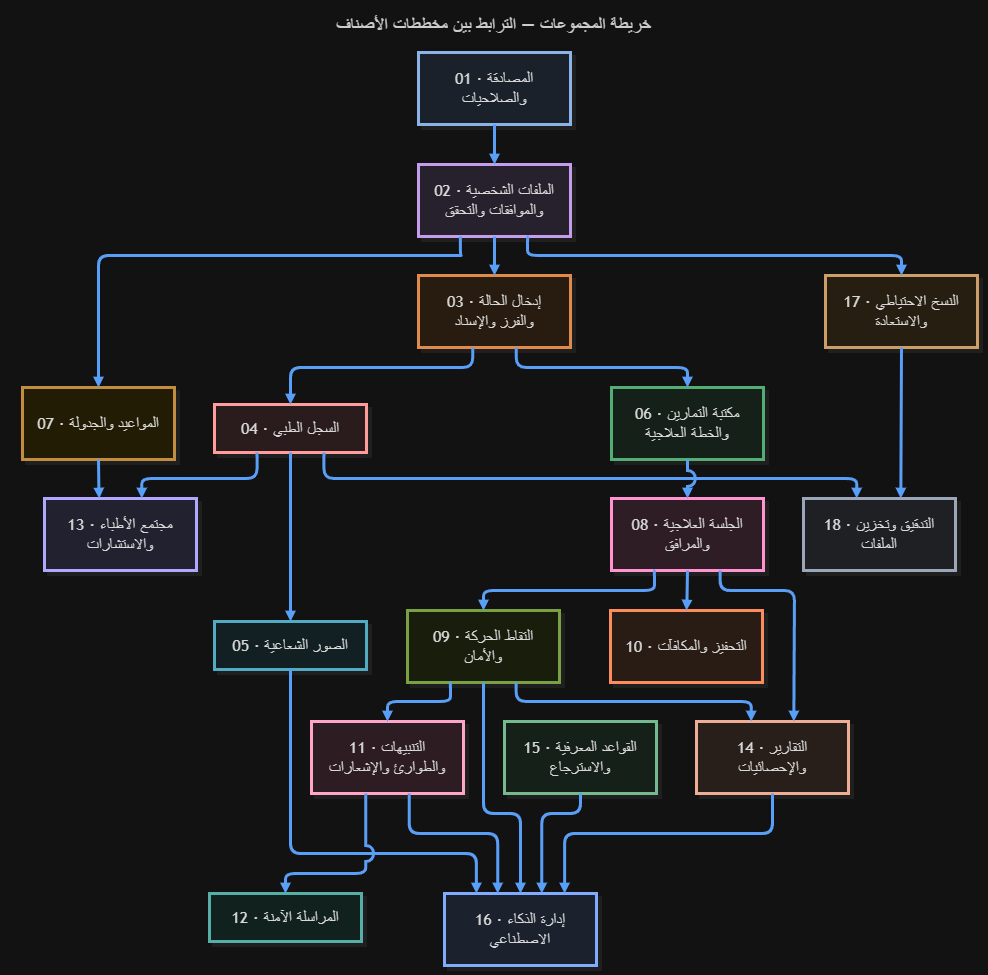 خريطة المجموعات — الترابط بين مخططات الأصناف
01 · المصادقة
والصلاحيات
02 · الملفات الشخصية
والموافقات والتحقق
03 · إدخال الحالة
والفرز والإسناد
17 · النسخ الاحتياطي
والاستعادة
07 · المواعيد والجدولة
04 · السجل الطبي
06 · مكتبة التمارين
والخطة العلاجية
13 · مجتمع الأطباء
والاستشارات
08 · الجلسة العلاجية
والمرافق
18 · التدقيق وتخزين
الملفات
05 · الصور الشعاعية
09 · التقاط الحركة
والأمان
10 · التحفيز والمكافآت
11 · التنبيهات
والطوارئ والإشعارات
15 · القواعد المعرفية
والاسترجاع
14 · التقارير
والإحصائيات
12 · المراسلة الآمنة
16 · إدارة الذكاء
الاصطناعي